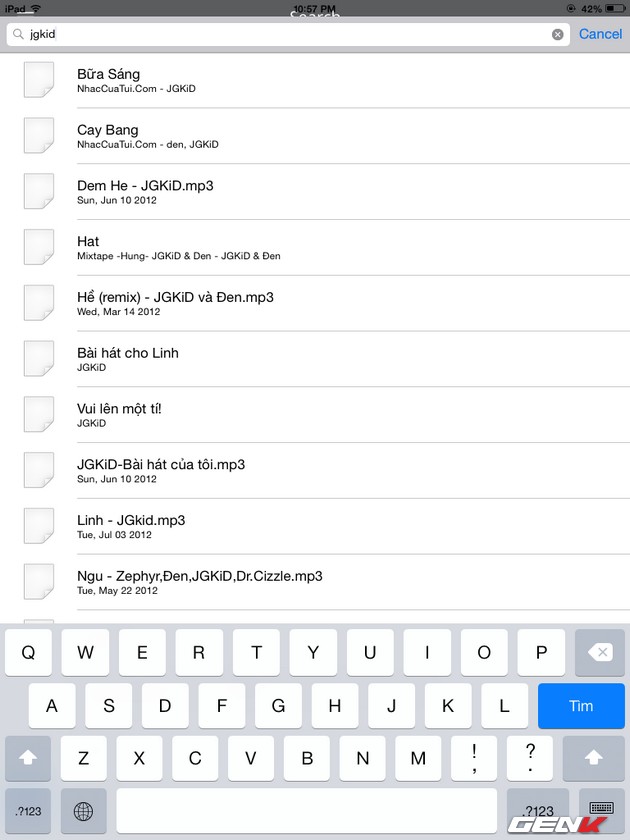 iPad 10:57 PM 42%
Search
jgkid Cancel
Bữa Sáng
NhacCuaTui.Com - JGKiD
Cay Bang
NhacCuaTui.Com - den, JGKiD
Dem He - JGKiD.mp3
Sun, Jun 10 2012
Hat
Mixtape -Hung- JGKiD & Den - JGKiD & Đen
Hề (remix) - JGKiD và Đen.mp3
Wed, Mar 14 2012
Bài hát cho Linh
JGKiD
Vui lên một tí!
JGKiD
JGKiD-Bài hát của tôi.mp3
Sun, Jun 10 2012
Linh - JGkid.mp3
Tue, Jul 03 2012
Ngu - Zephyr,Đen,JGKiD,Dr.Cizzle.mp3
Tue, May 22 2012
Q W E R T Y U I O P
A S D F G H J K L Tìm
Z X C V B N M ! , ? .
.?123 .?123
GENK